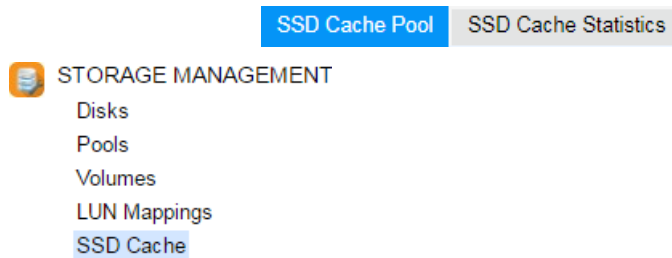 SSD Cache Pool SSD Cache Statistics
STORAGE MANAGEMENT
Disks
Pools
Volumes
LUN Mappings
SSD Cache